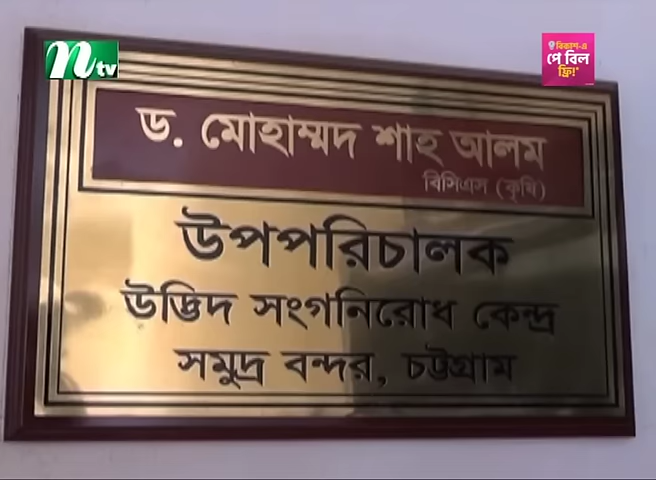 ntv
বিকাশ-এ
পে বিল
ফ্রি!*
ড. মোহাম্মদ শাহ আলম
বিসিএস (কৃষি)
উপপরিচালক
উদ্ভিদ সংগনিরোধ কেন্দ্র
সমুদ্র বন্দর, চট্টগ্রাম